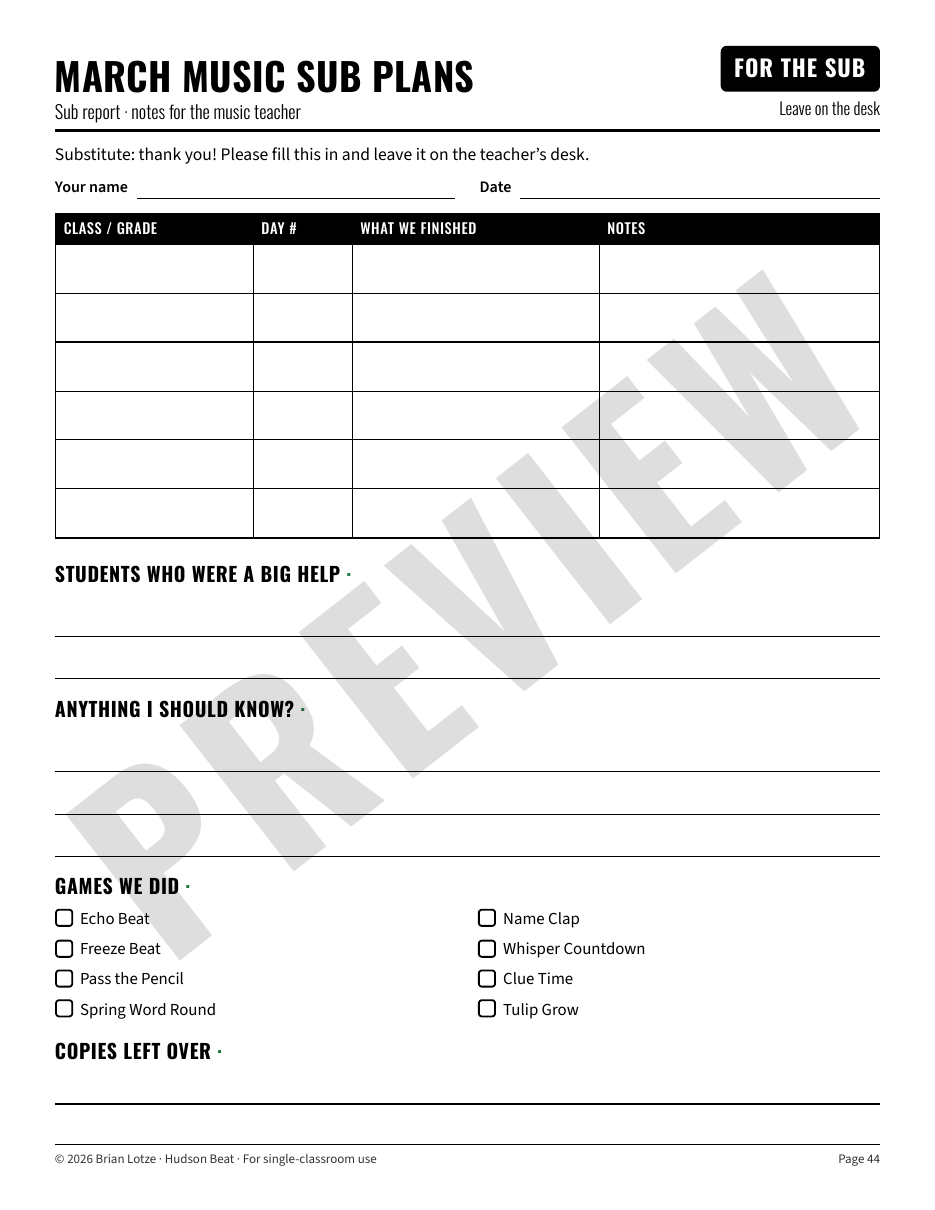 MARCH MUSIC SUB PLANS
FOR THE SUB
Sub report · notes for the music teacher
Leave on the desk
Substitute: thank you! Please fill this in and leave it on the teacher’s desk.
Your name Date
CLASS / GRADE DAY # WHAT WE FINISHED NOTES
STUDENTS WHO WERE A BIG HELP ·
ANYTHING I SHOULD KNOW? ·
GAMES WE DID ·
Echo Beat
Freeze Beat
Pass the Pencil
Spring Word Round
Name Clap
Whisper Countdown
Clue Time
Tulip Grow
COPIES LEFT OVER ·
© 2026 Brian Lotze · Hudson Beat · For single-classroom use
Page 44
PREVIEW